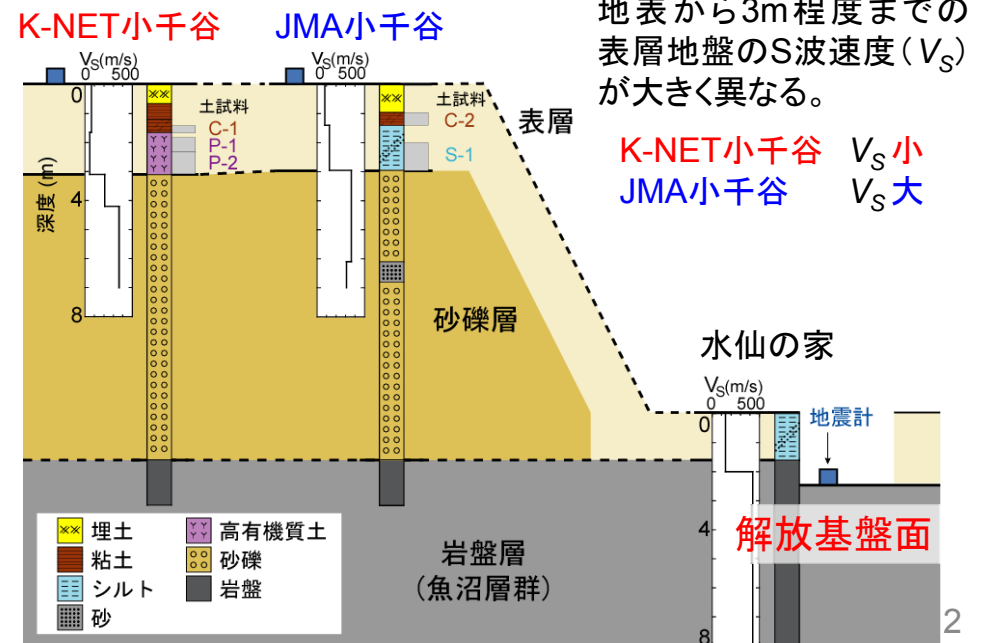 K-NET小千谷
JMA小千谷
地表から3m程度までの
表層地盤のS波速度(VS)
が大きく異なる。
K-NET小千谷 VS小
JMA小千谷 VS大
VS(m/s)
0 500
VS(m/s)
0 500
0
4
8
深度 (m)
土試料
C-1
P-1
P-2
土試料
C-2
S-1
表層
砂礫層
水仙の家
VS(m/s)
0 500
0
4
8
地震計
解放基盤面
岩盤層
(魚沼層群)
埋土
粘土
シルト
砂
高有機質土
砂礫
岩盤
2